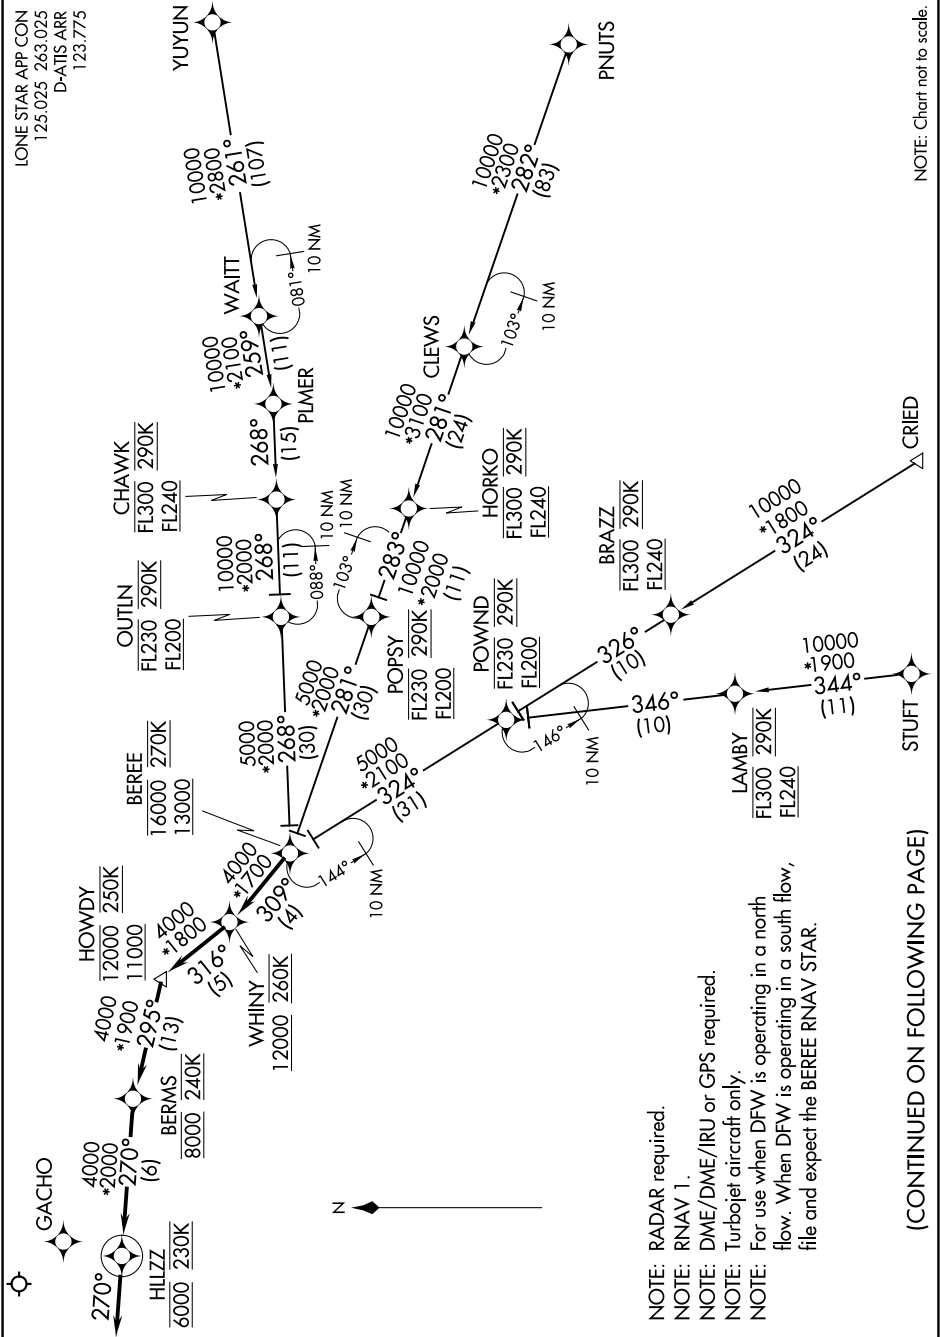 LONE STAR APP CON
125.025 263.025
D-ATIS ARR
123.775
YUYUN
10000
*2800
261°
(107)
PNUTS
10000
*2300
282°
(83)
WAITT
081°
10 NM
10000
*2100
259°
(11)
PLMER
268°
(15)
CHAWK
FL300 290K
FL240
10000
*2000
268°
(11)
088°
10 NM
OUTLN
FL230 290K
FL200
5000
*2000
268°
(30)
CLEWS
103°
10 NM
10000
*3100
281°
(24)
HORKO
FL300 290K
FL240
283°
10000
*2000
(11)
103°
10 NM
POPSY
FL230 290K
FL200
5000
*2000
281°
(30)
CRIED
10000
*1800
324°
(24)
BRAZZ
FL300 290K
FL240
326°
(10)
STUFT
10000
*1900
344°
(11)
LAMBY
FL300 290K
FL240
346°
(10)
POWND
FL230 290K
FL200
146°
10 NM
5000
*2100
324°
(31)
BEREE
16000 270K
13000
144°
10 NM
4000
*1700
309°
(4)
WHINY
12000 260K
4000
*1800
316°
(5)
HOWDY
12000 250K
11000
4000
*1900
295°
(13)
BERMS
8000 240K
4000
*2000
270°
(6)
GACHO
HLLZZ
6000 230K
270°
N
NOTE: RADAR required.
NOTE: RNAV 1.
NOTE: DME/DME/IRU or GPS required.
NOTE: Turbojet aircraft only.
NOTE: For use when DFW is operating in a north
flow. When DFW is operating in a south flow,
file and expect the BEREE RNAV STAR.
(CONTINUED ON FOLLOWING PAGE)
NOTE: Chart not to scale.